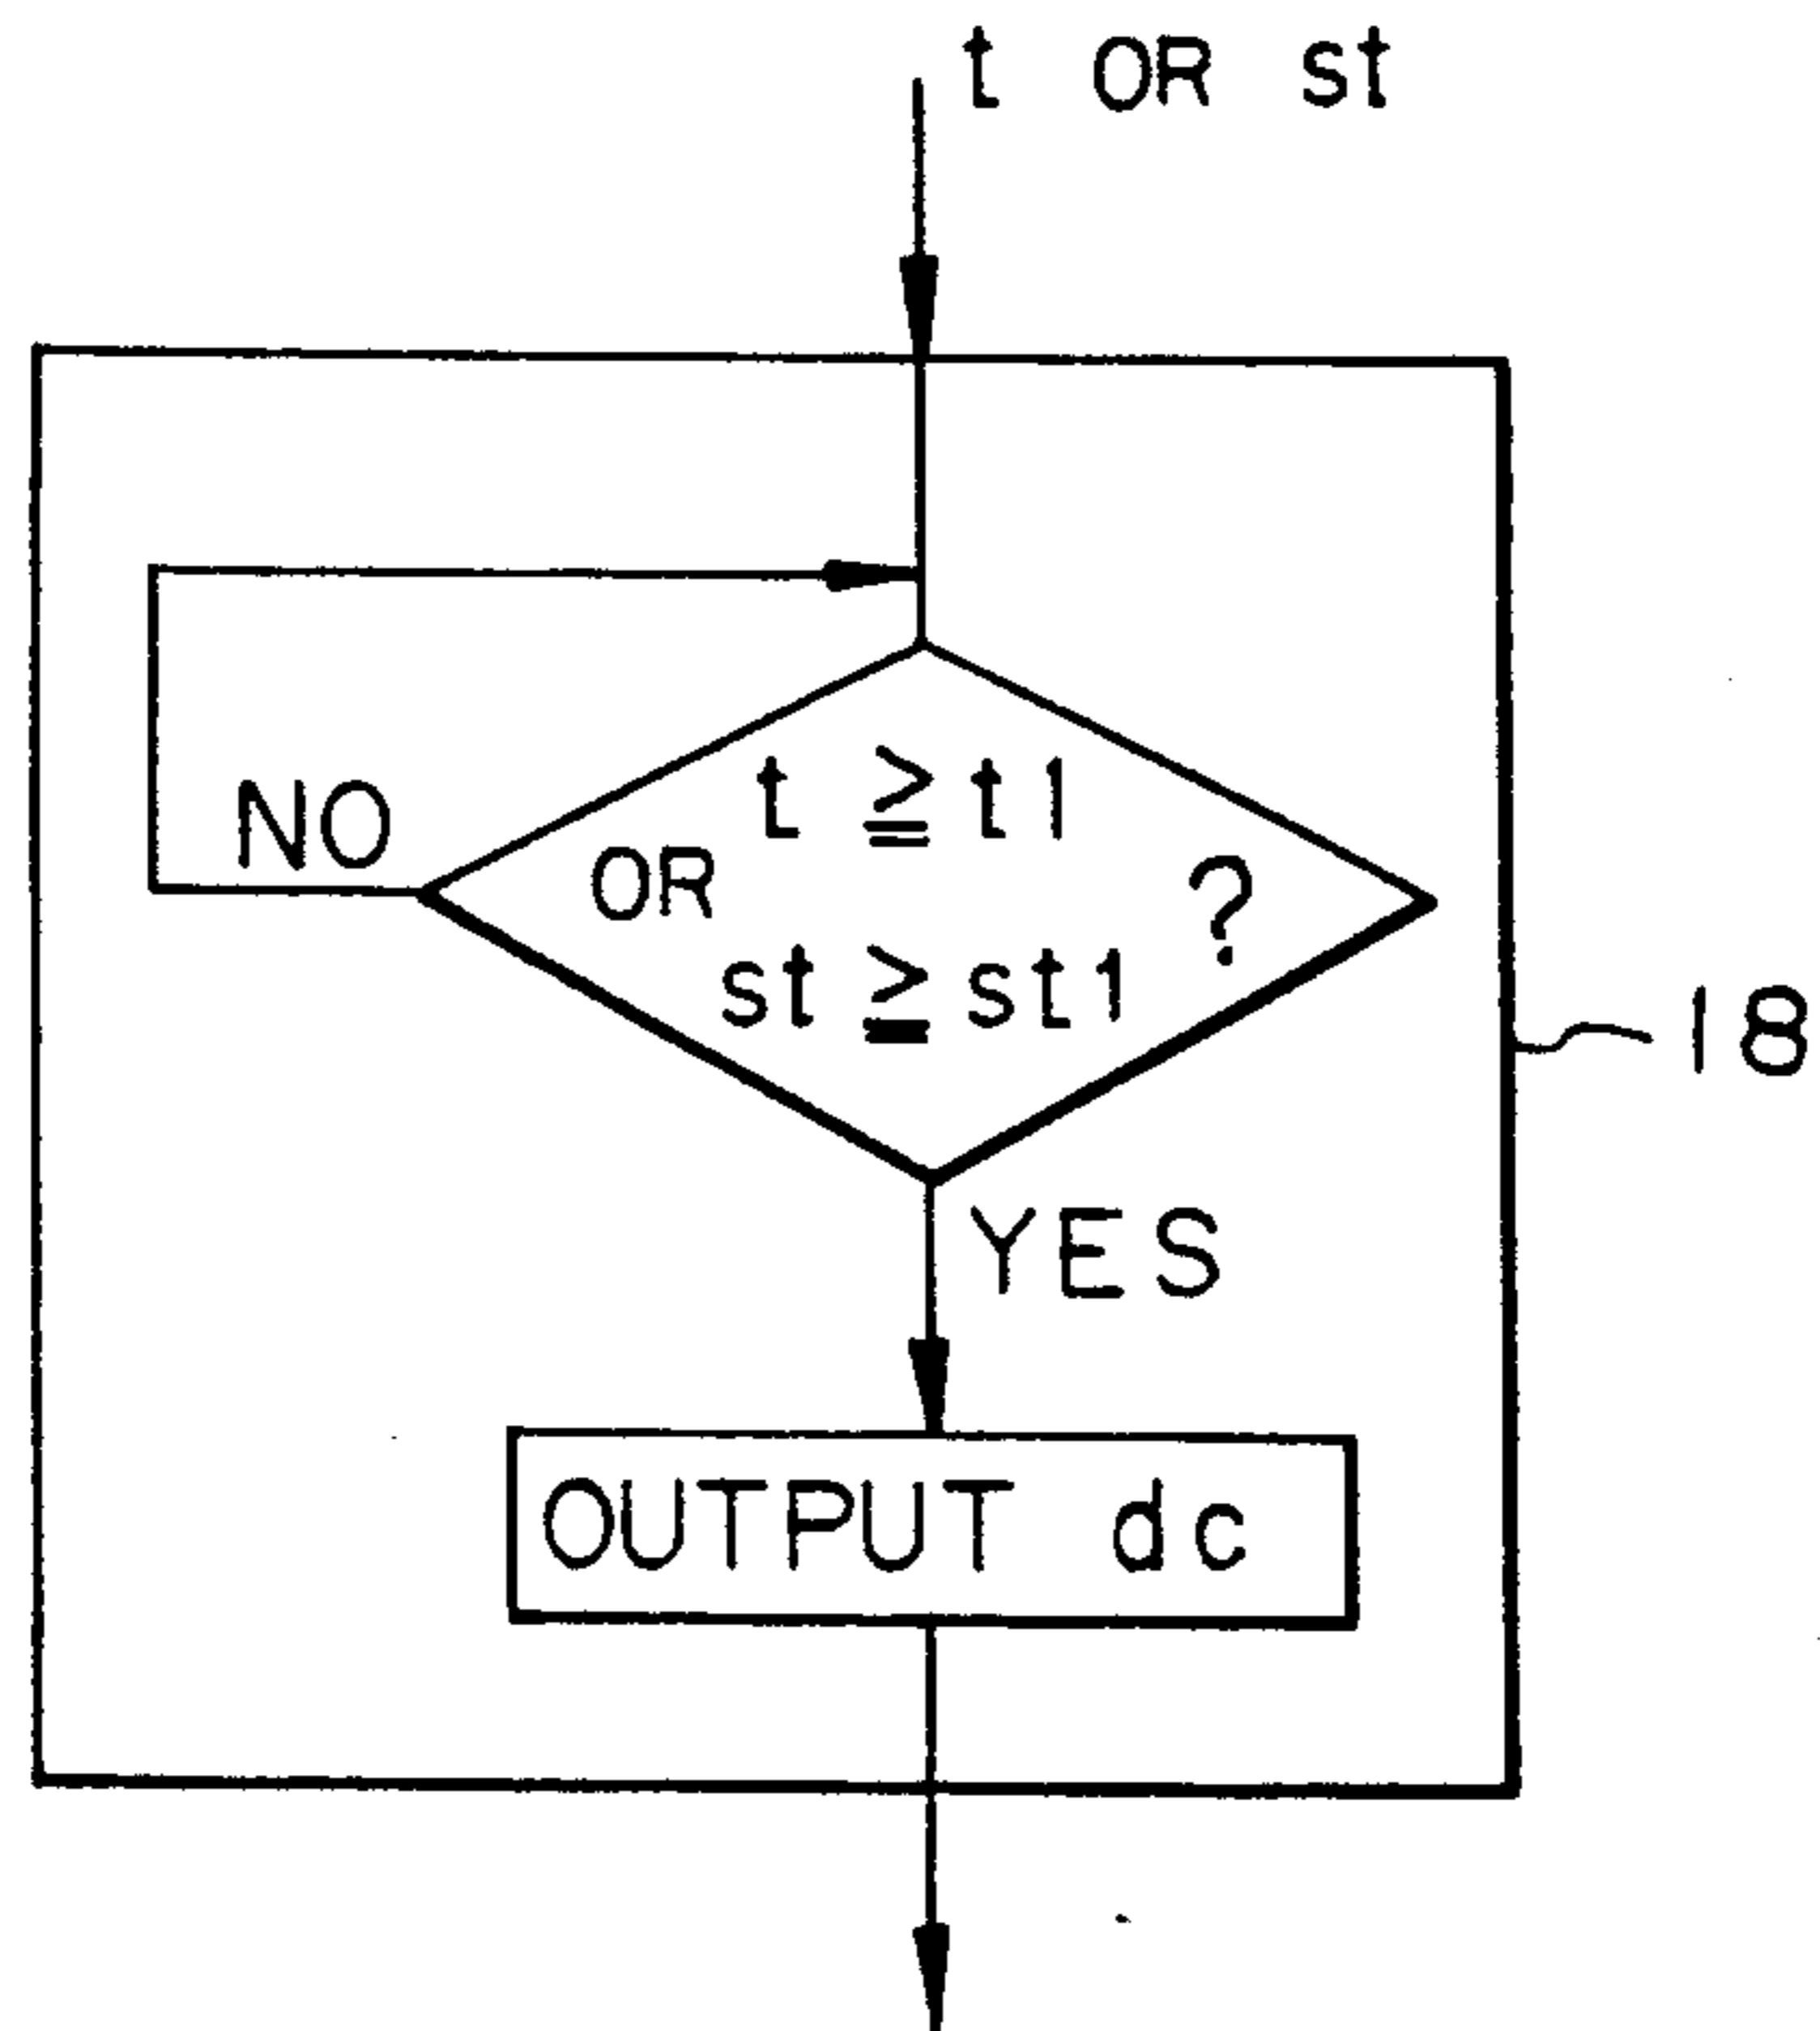 t OR st
t ≧ t1
NO
OR
?
st ≧ st1
18
YES
OUTPUT dc